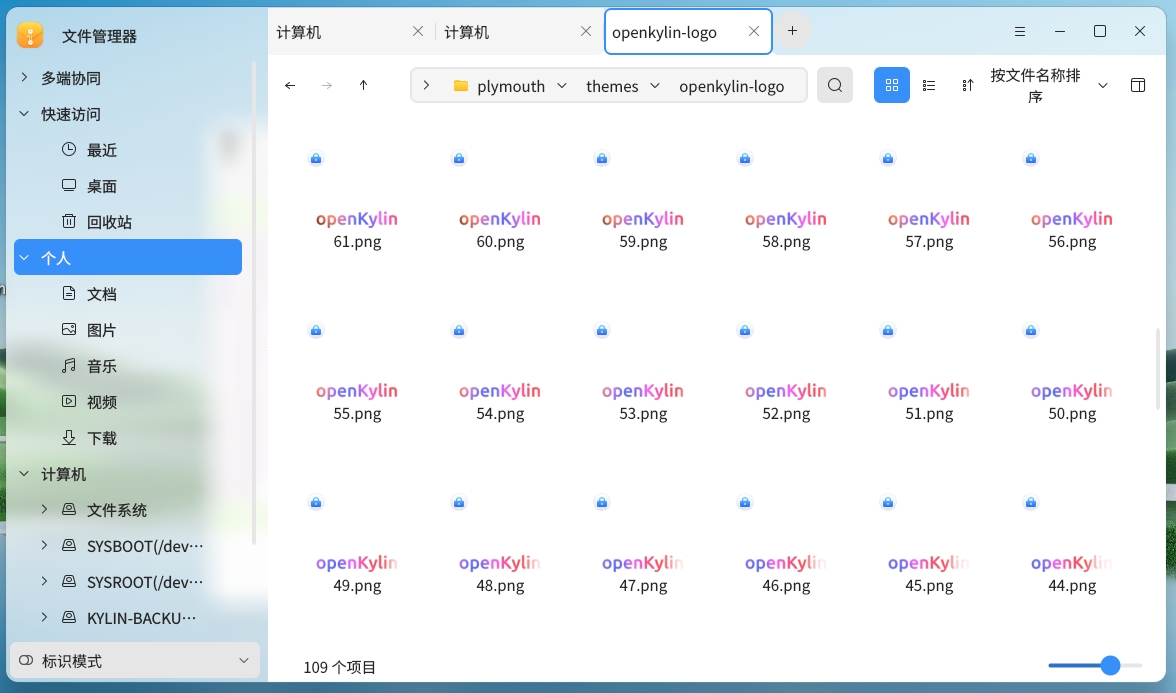 文件管理器
多端协同
快速访问
最近
桌面
回收站
个人
文档
图片
音乐
视频
下载
计算机
文件系统
SYSBOOT(/dev···
SYSROOT(/dev···
KYLIN-BACKU···
标识模式
计算机
计算机
openkylin-logo
plymouth
themes
openkylin-logo
按文件名称排
序
openKylin openKylin openKylin openKylin openKylin openKylin
61.png 60.png 59.png 58.png 57.png 56.png
openKylin openKylin openKylin openKylin openKylin openKylin
55.png 54.png 53.png 52.png 51.png 50.png
openKylin openKylin openKylin openKylin openKylin openKylin
49.png 48.png 47.png 46.png 45.png 44.png
109 个项目